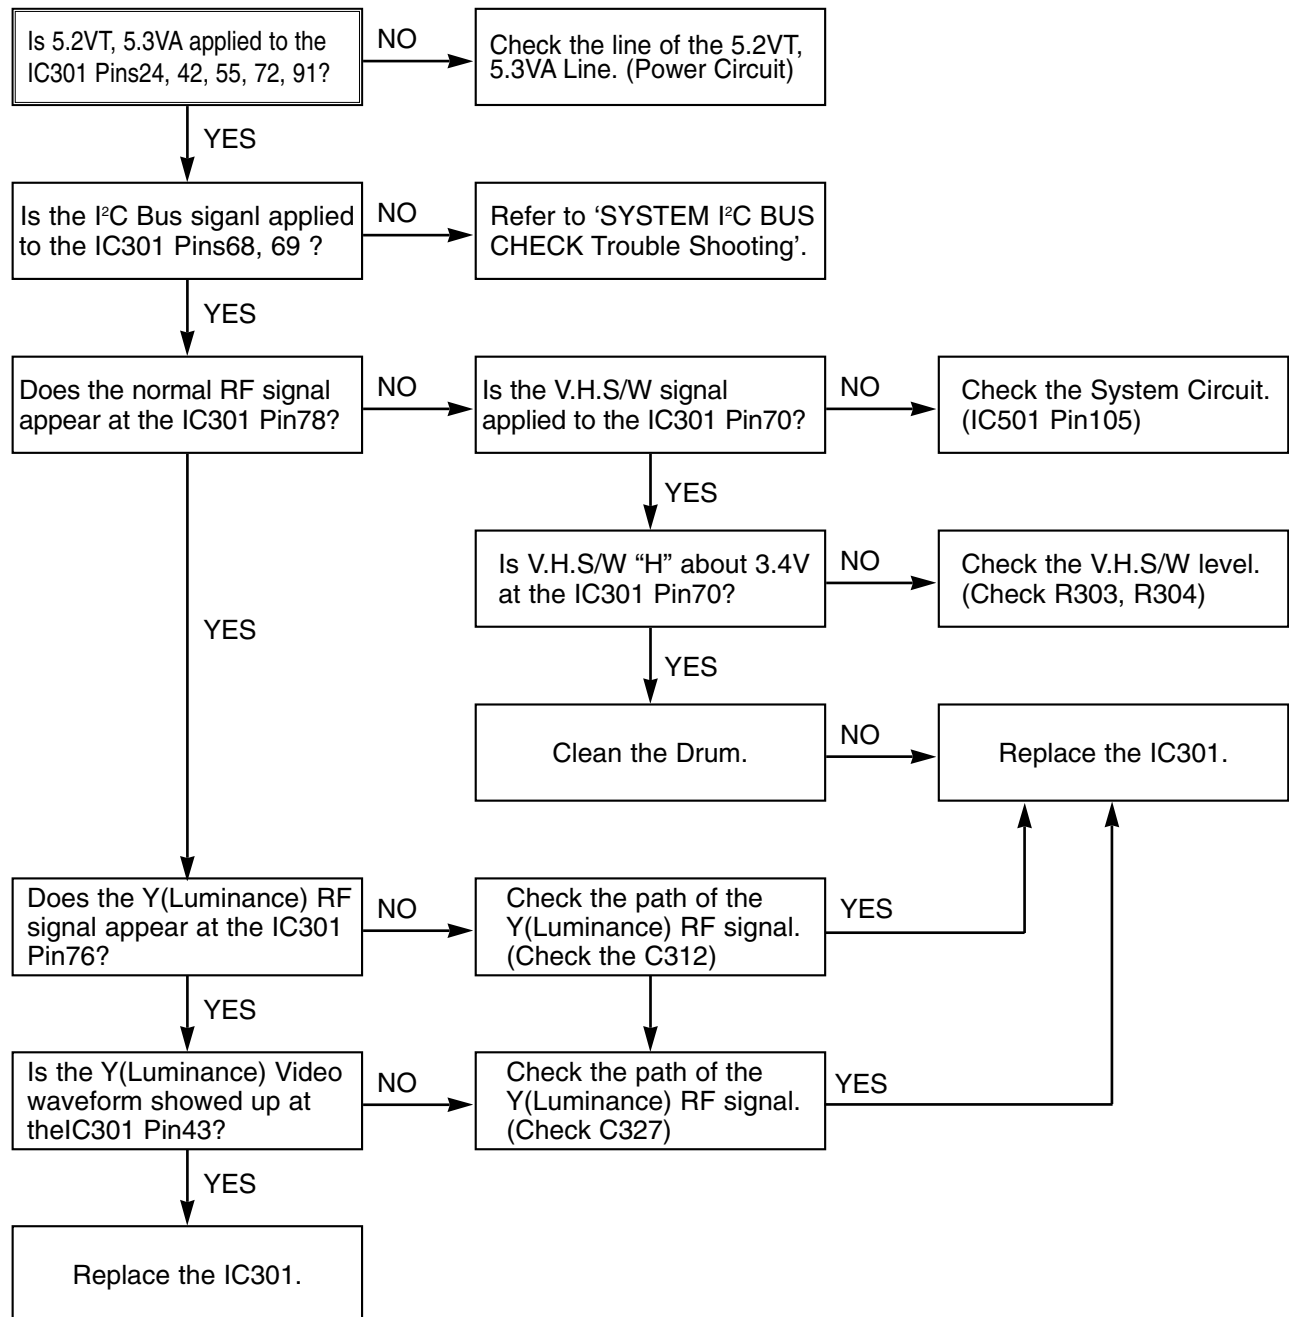 Is 5.2VT, 5.3VA applied to the
IC301 Pins24, 42, 55, 72, 91?
NO
Check the line of the 5.2VT,
5.3VA Line. (Power Circuit)
YES
Is the I²C Bus siganl applied
to the IC301 Pins68, 69 ?
NO
Refer to ‘SYSTEM I²C BUS
CHECK Trouble Shooting’.
YES
Does the normal RF signal
appear at the IC301 Pin78?
NO
Is the V.H.S/W signal
applied to the IC301 Pin70?
NO
Check the System Circuit.
(IC501 Pin105)
YES
Is V.H.S/W “H” about 3.4V
at the IC301 Pin70?
NO
Check the V.H.S/W level.
(Check R303, R304)
YES
YES
Clean the Drum.
NO
Replace the IC301.
Does the Y(Luminance) RF
signal appear at the IC301
Pin76?
NO
Check the path of the
Y(Luminance) RF signal.
(Check the C312)
YES
YES
Is the Y(Luminance) Video
waveform showed up at
theIC301 Pin43?
NO
Check the path of the
Y(Luminance) RF signal.
(Check C327)
YES
YES
Replace the IC301.